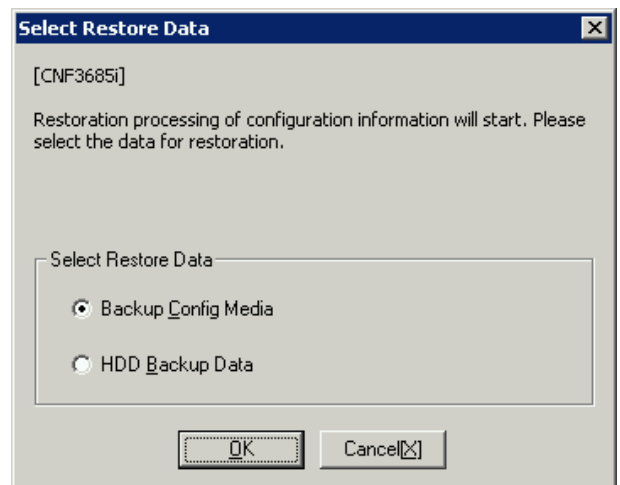 Select Restore Data
[CNF3685i]
Restoration processing of configuration information will start. Please
select the data for restoration.
Select Restore Data
Backup Config Media
HDD Backup Data
OK
Cancel[X]